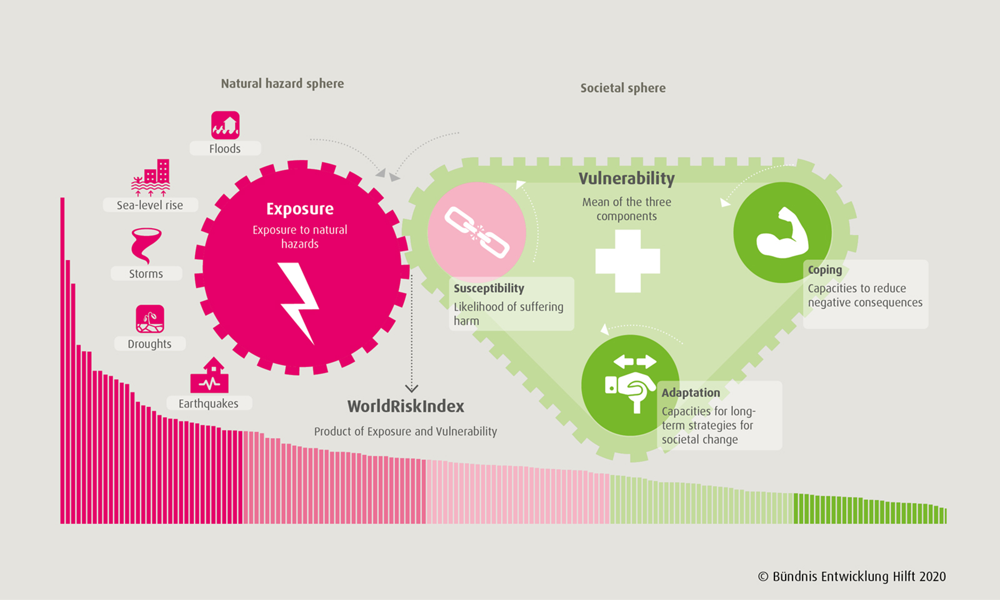 Natural hazard sphere
Societal sphere
Floods
Sea-level rise
Storms
Droughts
Earthquakes
Exposure
Exposure to natural
hazards
Vulnerability
Mean of the three
components
Susceptibility
Likelihood of suffering
harm
Coping
Capacities to reduce
negative consequences
Adaptation
Capacities for long-
term strategies for
societal change
WorldRiskIndex
Product of Exposure and Vulnerability
© Bündnis Entwicklung Hilft 2020